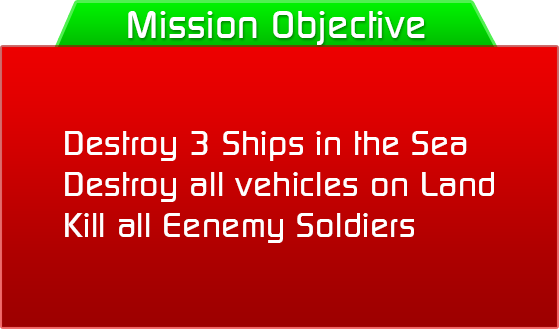 Mission Objective
Destroy 3 Ships in the Sea
Destroy all vehicles on Land
Kill all Eenemy Soldiers